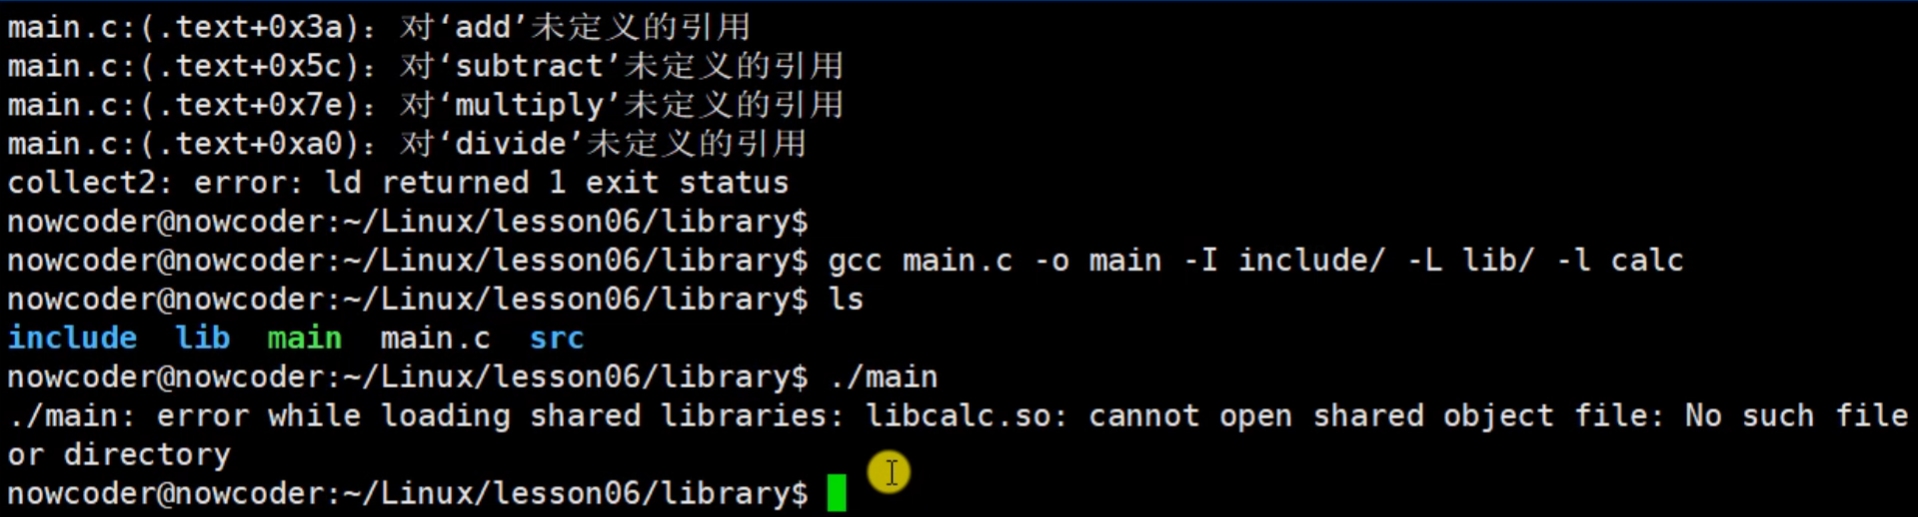 main.c:(.text+0x3a)：对‘add’未定义的引用
main.c:(.text+0x5c)：对‘subtract’未定义的引用
main.c:(.text+0x7e)：对‘multiply’未定义的引用
main.c:(.text+0xa0)：对‘divide’未定义的引用
collect2: error: ld returned 1 exit status
nowcoder@nowcoder:~/Linux/lesson06/library$
nowcoder@nowcoder:~/Linux/lesson06/library$ gcc main.c -o main -I include/ -L lib/ -l calc
nowcoder@nowcoder:~/Linux/lesson06/library$ ls
include  lib  main  main.c  src
nowcoder@nowcoder:~/Linux/lesson06/library$ ./main
./main: error while loading shared libraries: libcalc.so: cannot open shared object file: No such file
or directory
nowcoder@nowcoder:~/Linux/lesson06/library$